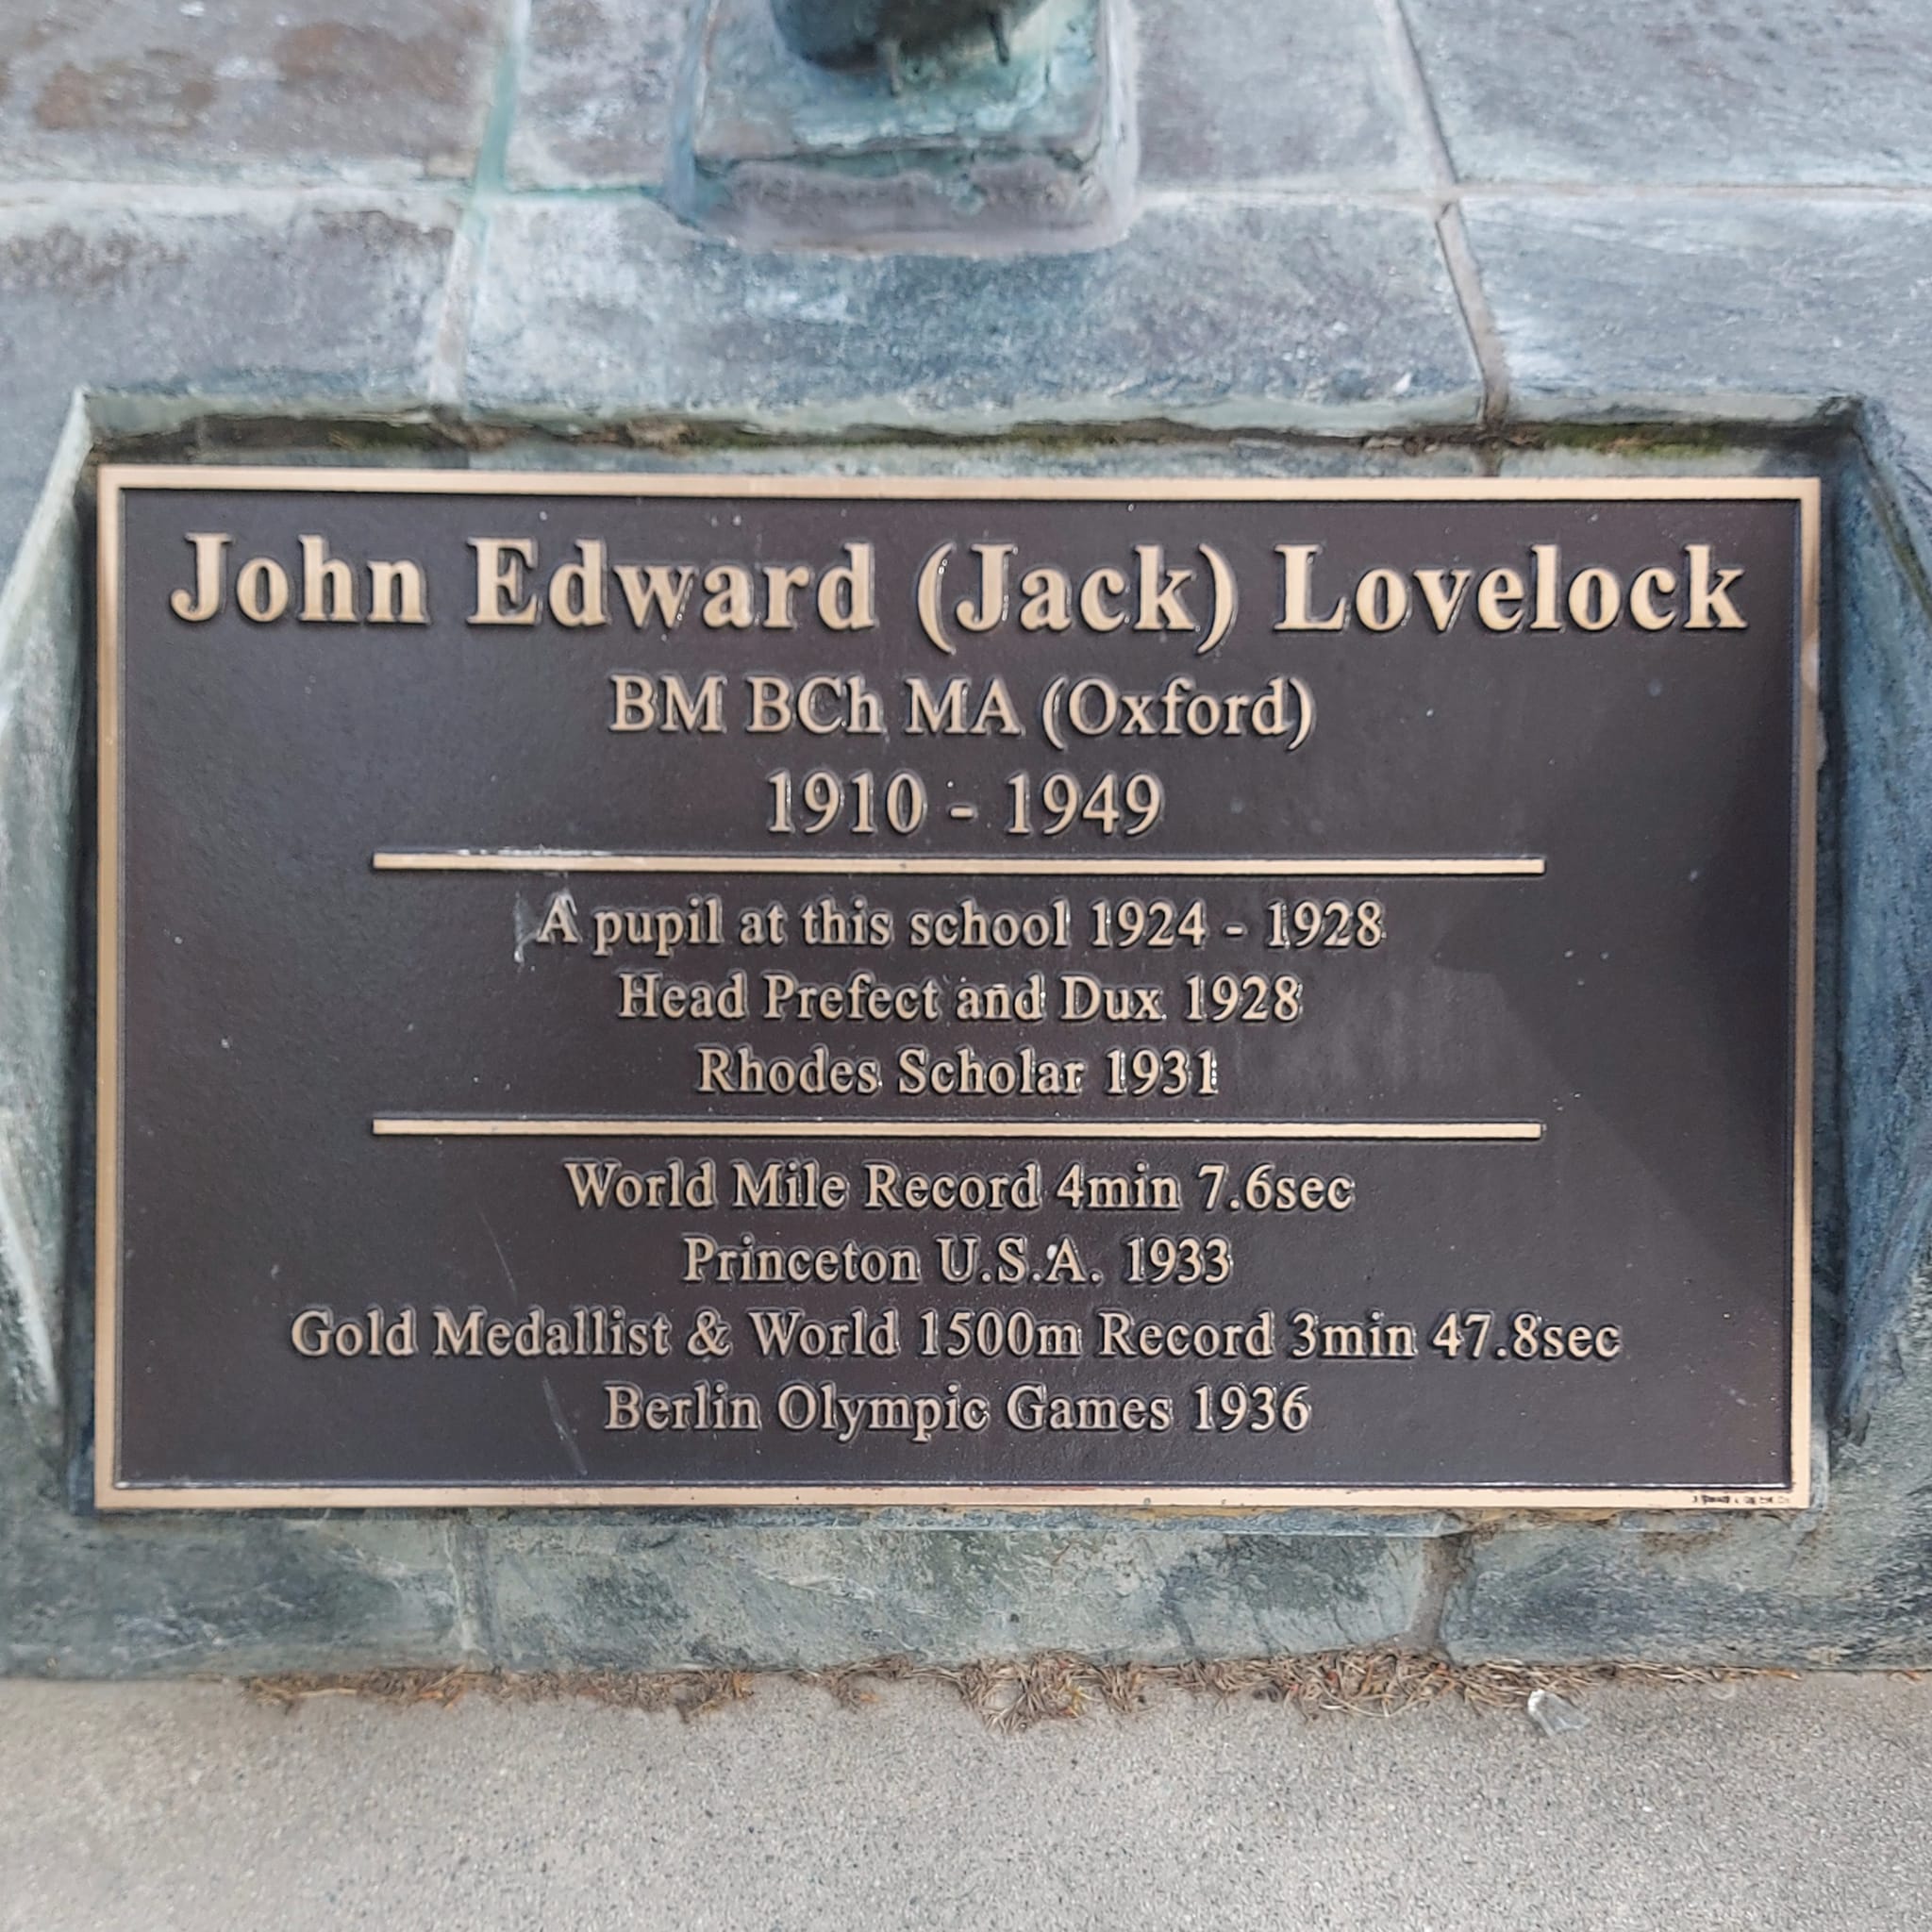 John Edward (Jack) Lovelock
BM BCh MA (Oxford)
1910 - 1949
A pupil at this school 1924 - 1928
Head Prefect and Dux 1928
Rhodes Scholar 1931
World Mile Record 4min 7.6sec
Princeton U.S.A. 1933
Gold Medallist & World 1500m Record 3min 47.8sec
Berlin Olympic Games 1936